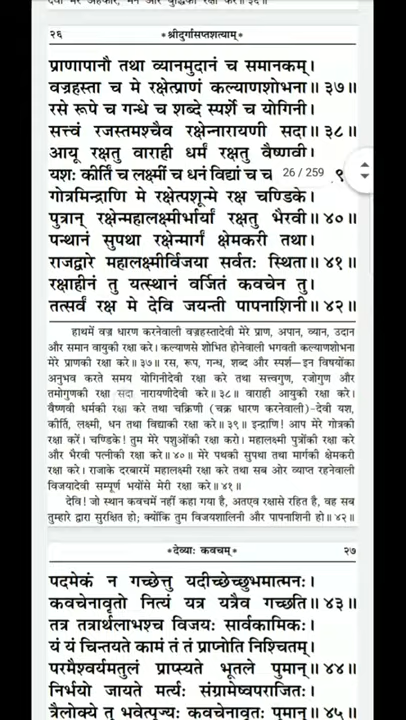 देवी मेरे अहंकार, मन और बुद्धिकी रक्षा करे॥ ३६॥
२६ *श्रीदुर्गासप्तशत्याम्*
प्राणापानौ तथा व्यानमुदानं च समानकम्।
वज्रहस्ता च मे रक्षेत्प्राणं कल्याणशोभना॥ ३७॥
रसे रूपे च गन्धे च शब्दे स्पर्शे च योगिनी।
सत्त्वं रजस्तमश्चैव रक्षेन्नारायणी सदा॥ ३८॥
आयू रक्षतु वाराही धर्मं रक्षतु वैष्णवी।
यशः कीर्तिं च लक्ष्मीं च धनं विद्यां च च 26 / 259 ९
गोत्रमिन्द्राणि मे रक्षेत्पशून्मे रक्ष चण्डिके।
पुत्रान् रक्षेन्महालक्ष्मीर्भार्यां रक्षतु भैरवी॥ ४०॥
पन्थानं सुपथा रक्षेन्मार्गं क्षेमकरी तथा।
राजद्वारे महालक्ष्मीर्विजया सर्वतः स्थिता॥ ४१॥
रक्षाहीनं तु यत्स्थानं वर्जितं कवचेन तु।
तत्सर्वं रक्ष मे देवि जयन्ती पापनाशिनी॥ ४२॥
हाथमें वज्र धारण करनेवाली वज्रहस्तादेवी मेरे प्राण, अपान, व्यान, उदान
और समान वायुकी रक्षा करे। कल्याणसे शोभित होनेवाली भगवती कल्याणशोभना
मेरे प्राणकी रक्षा करे॥ ३७॥ रस, रूप, गन्ध, शब्द और स्पर्श—इन विषयोंका
अनुभव करते समय योगिनीदेवी रक्षा करे तथा सत्त्वगुण, रजोगुण और
तमोगुणकी रक्षा सदा नारायणीदेवी करे॥ ३८॥ वाराही आयुकी रक्षा करे।
वैष्णवी धर्मकी रक्षा करे तथा चक्रिणी (चक्र धारण करनेवाली)-देवी यश,
कीर्ति, लक्ष्मी, धन तथा विद्याकी रक्षा करे॥ ३९॥ इन्द्राणि! आप मेरे गोत्रकी
रक्षा करें। चण्डिके! तुम मेरे पशुओंकी रक्षा करो। महालक्ष्मी पुत्रोंकी रक्षा करे
और भैरवी पत्नीकी रक्षा करे॥ ४०॥ मेरे पथकी सुपथा तथा मार्गकी क्षेमकरी
रक्षा करे। राजाके दरबारमें महालक्ष्मी रक्षा करे तथा सब ओर व्याप्त रहनेवाली
विजयादेवी सम्पूर्ण भयोंसे मेरी रक्षा करे॥ ४१॥
देवि! जो स्थान कवचमें नहीं कहा गया है, अतएव रक्षासे रहित है, वह सब
तुम्हारे द्वारा सुरक्षित हो; क्योंकि तुम विजयशालिनी और पापनाशिनी हो॥ ४२॥
*देव्याः कवचम्* २७
पदमेकं न गच्छेत्तु यदीच्छेच्छुभमात्मनः।
कवचेनावृतो नित्यं यत्र यत्रैव गच्छति॥ ४३॥
तत्र तत्रार्थलाभश्च विजयः सार्वकामिकः।
यं यं चिन्तयते कामं तं तं प्राप्नोति निश्चितम्।
परमैश्वर्यमतुलं प्राप्स्यते भूतले पुमान्॥ ४४॥
निर्भयो जायते मर्त्यः संग्रामेष्वपराजितः।
त्रैलोक्ये तु भवेत्पूज्यः कवचेनावृतः पुमान्॥ ४५॥